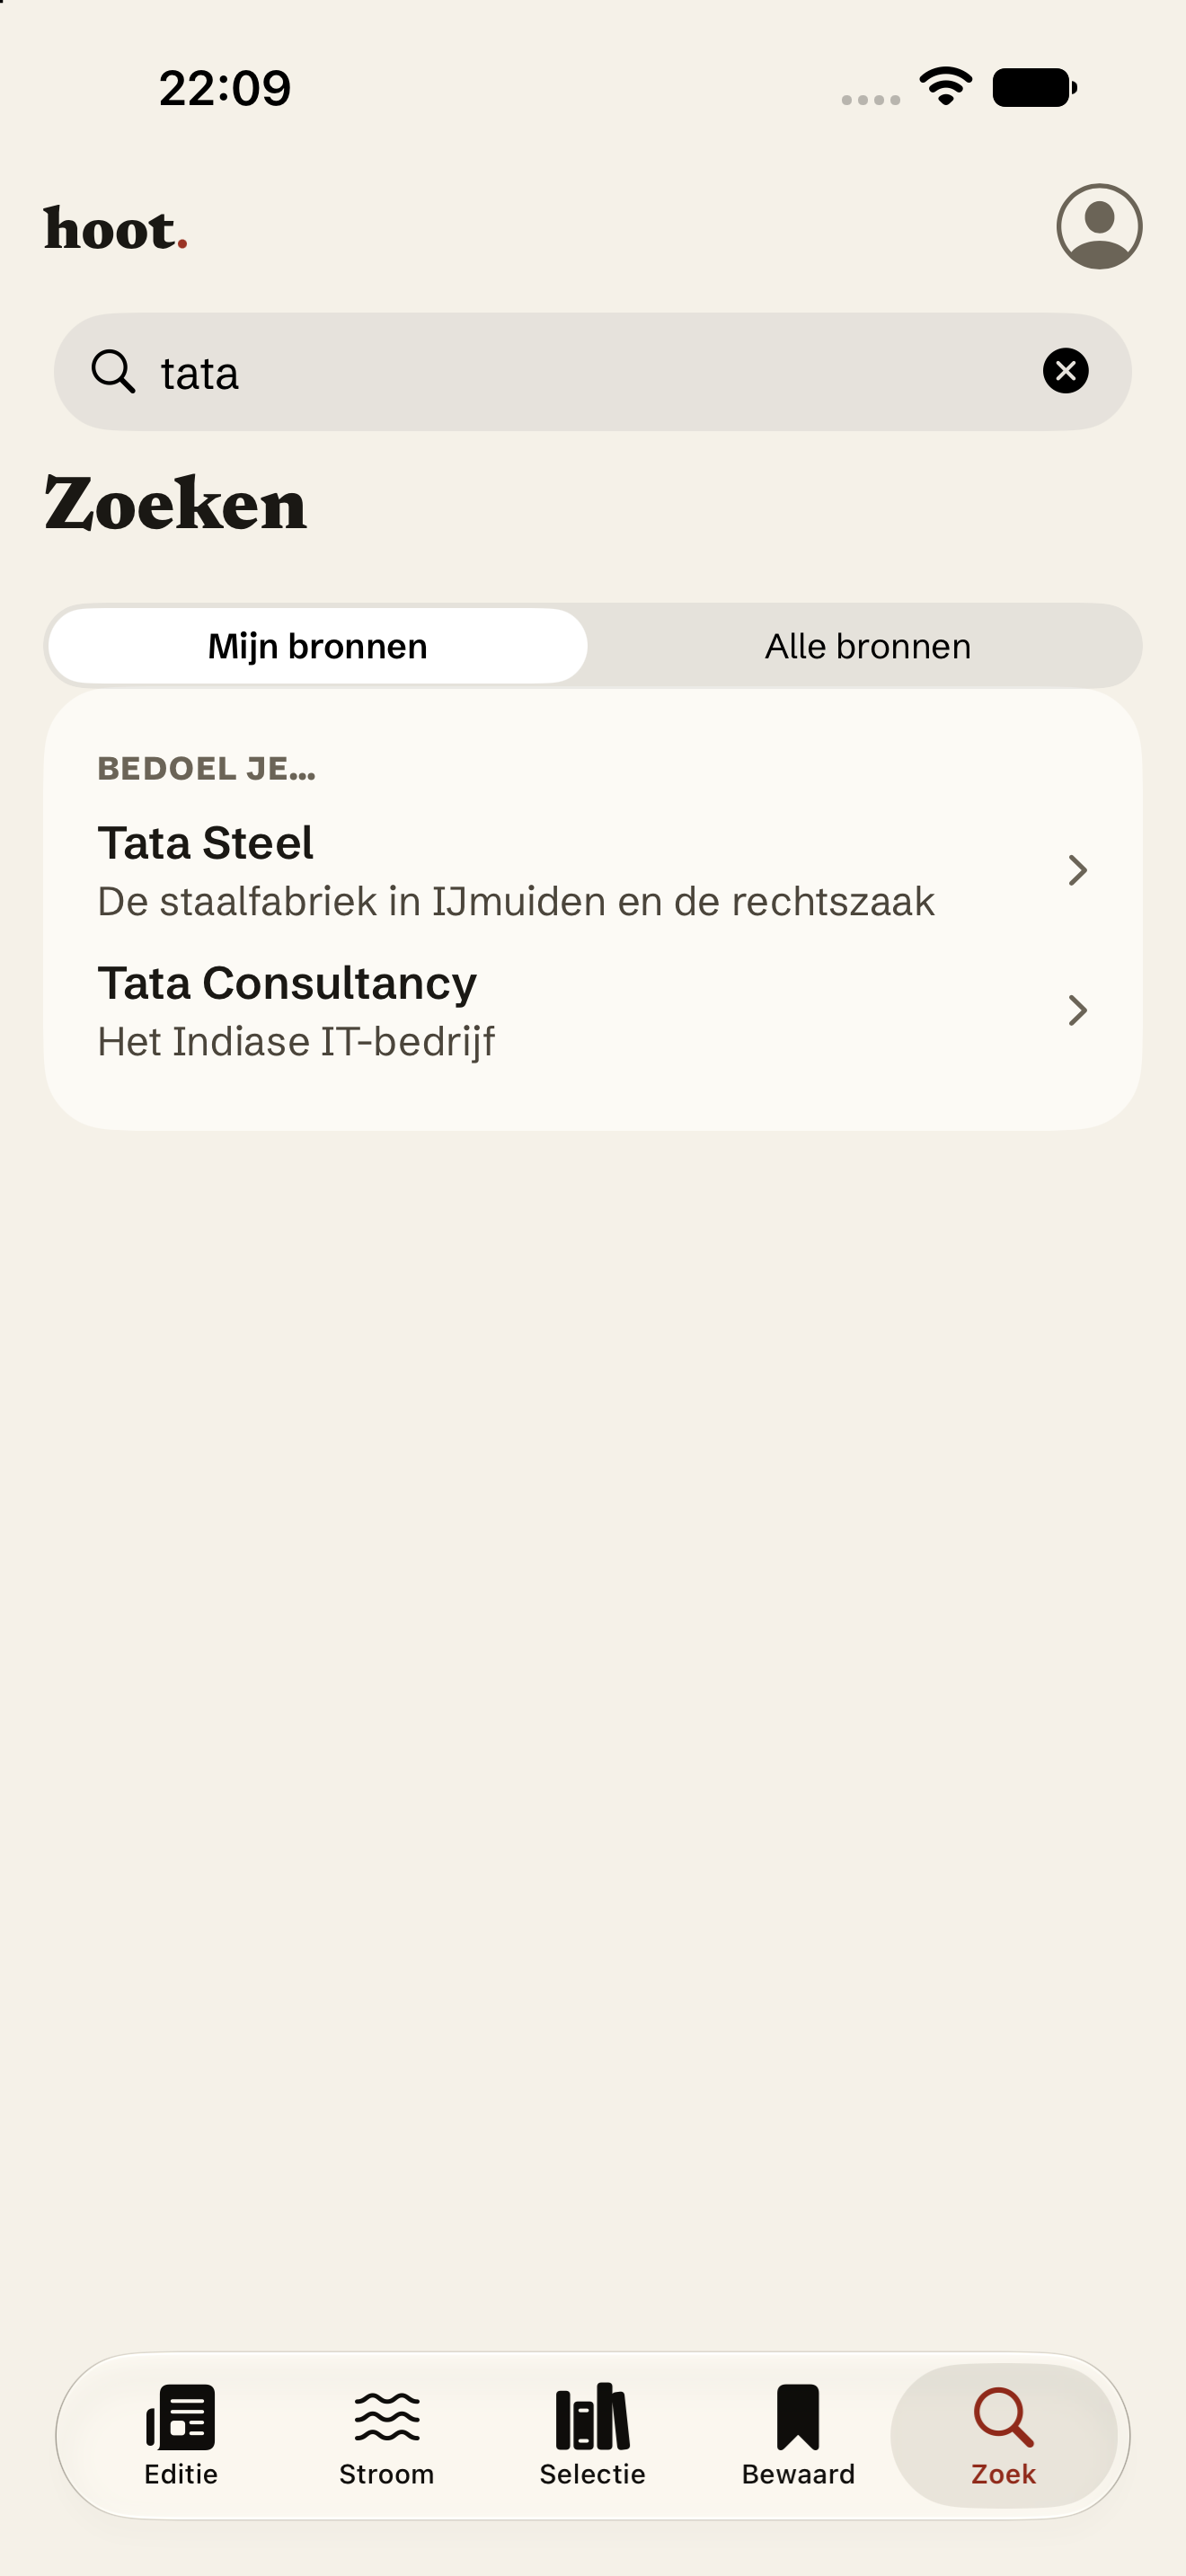 22:09
hoot.
tata
Zoeken
Mijn bronnen
Alle bronnen
BEDOEL JE…
Tata Steel
De staalfabriek in IJmuiden en de rechtszaak
Tata Consultancy
Het Indiase IT-bedrijf
Editie
Stroom
Selectie
Bewaard
Zoek